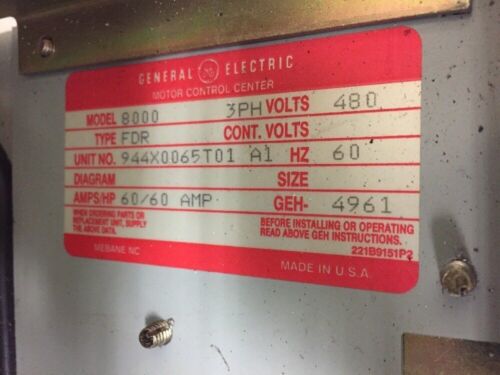 GENERAL ELECTRIC
MOTOR CONTROL CENTER
MODEL 8000 3PH VOLTS 480
TYPE FDR CONT. VOLTS
UNIT NO. 944X0065T01 A1 HZ 60
DIAGRAM SIZE
AMPS/HP 60/60 AMP GEH- 4961
WHEN ORDERING PARTS OR
REPLACEMENT UNIT, SUPPLY
THE ABOVE DATA.
BEFORE INSTALLING OR OPERATING
READ ABOVE GEH INSTRUCTIONS.
221B9151P2
MEBANE NC
MADE IN U.S.A.